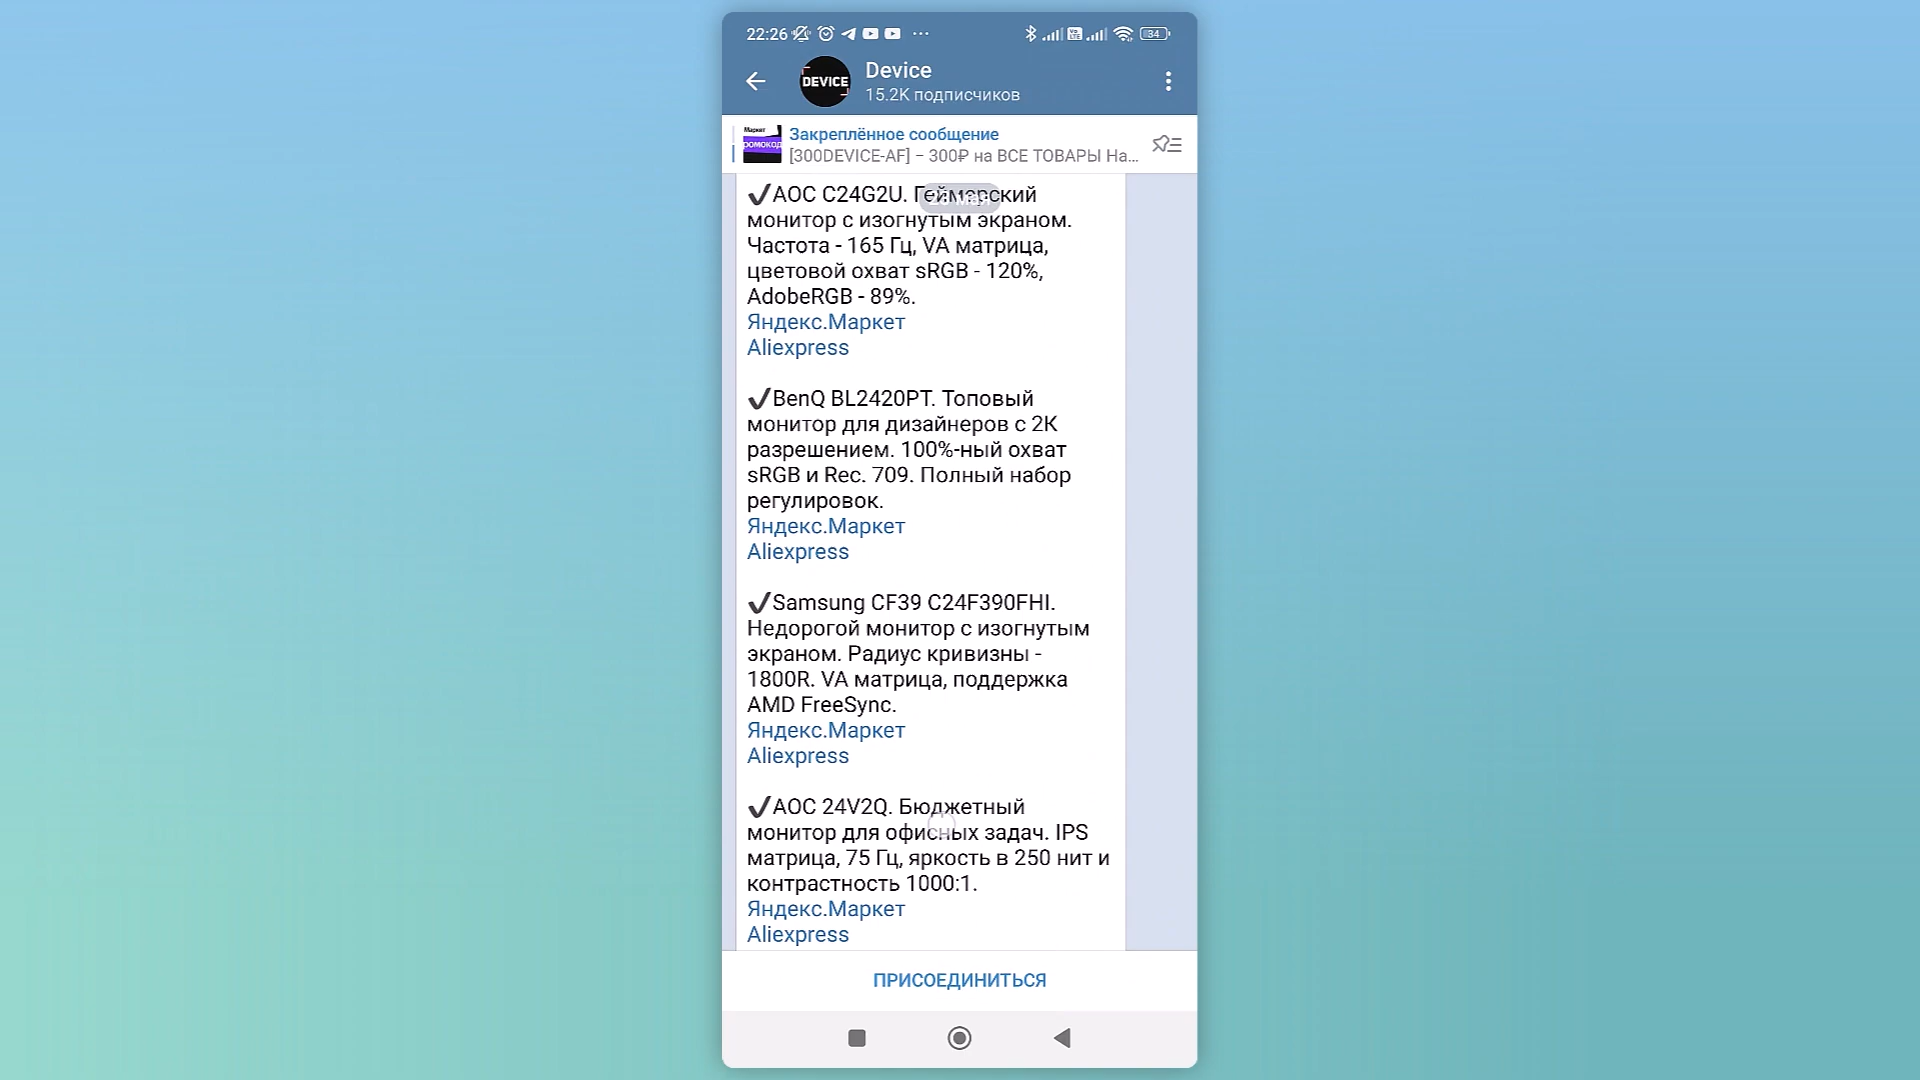 22:26
34
DEVICE
Device
15.2K подписчиков
Маркет
РОМОКОД
Закреплённое сообщение
[300DEVICE-AF] – 300₽ на ВСЕ ТОВАРЫ На...
✔AOC C24G2U. Геймерский
монитор с изогнутым экраном.
Частота - 165 Гц, VA матрица,
цветовой охват sRGB - 120%,
AdobeRGB - 89%.
Яндекс.Маркет
Aliexpress
✔BenQ BL2420PT. Топовый
монитор для дизайнеров с 2К
разрешением. 100%-ный охват
sRGB и Rec. 709. Полный набор
регулировок.
Яндекс.Маркет
Aliexpress
✔Samsung CF39 C24F390FHI.
Недорогой монитор с изогнутым
экраном. Радиус кривизны -
1800R. VA матрица, поддержка
AMD FreeSync.
Яндекс.Маркет
Aliexpress
✔AOC 24V2Q. Бюджетный
монитор для офисных задач. IPS
матрица, 75 Гц, яркость в 250 нит и
контрастность 1000:1.
Яндекс.Маркет
Aliexpress
ПРИСОЕДИНИТЬСЯ